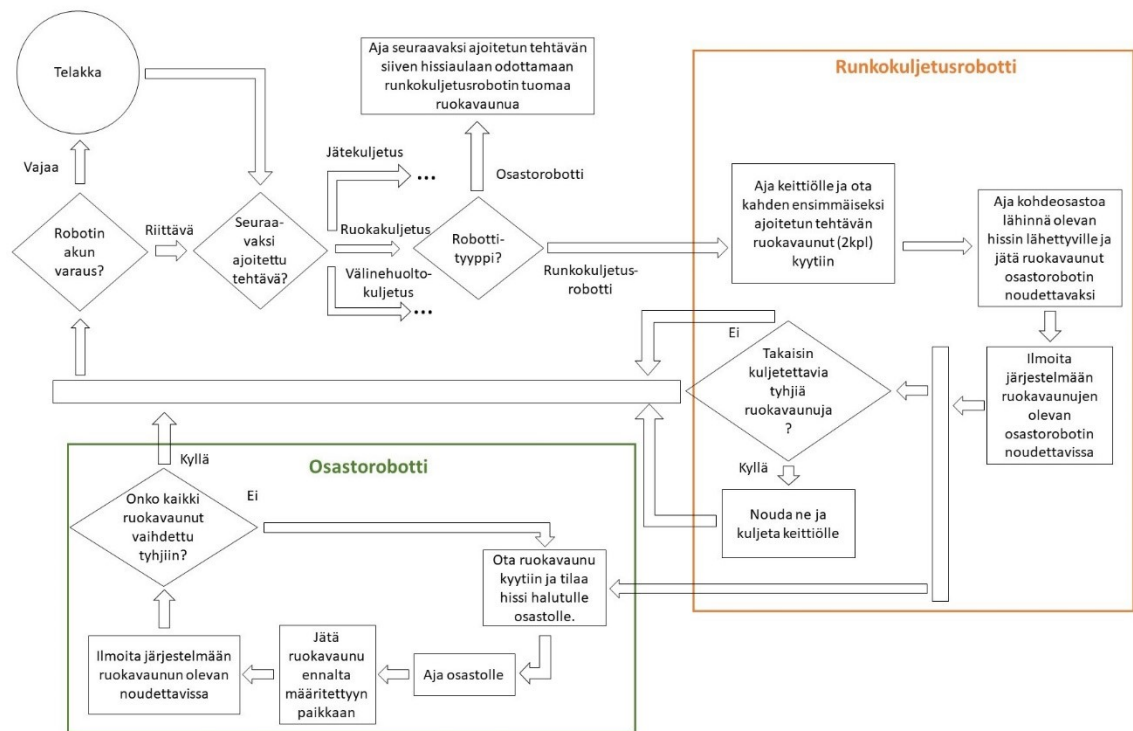 Telakka
Aja seuraavaksi ajoitetun tehtävän
siiven hissiaulaan odottamaan
runkokuljetusrobotin tuomaa
ruokavaunua
Runkokuljetusrobotti
Vajaa
Jätekuljetus
...
Osastorobotti
Robotin
akun
varaus?
Riittävä
Seuraa-
vaksi
ajoitettu
tehtävä?
Ruokakuljetus
Robotti-
tyyppi?
Runkokuljetus-
robotti
Välinehuolto-
kuljetus
...
Aja keittiölle ja ota
kahden ensimmäiseksi
ajoitetun tehtävän
ruokavaunut (2kpl)
kyytiin
Aja kohdeosastoa
lähinnä olevan
hissin lähettyville ja
jätä ruokavaunut
osastorobotin
noudettavaksi
Ei
Takaisin
kuljetettavia
tyhjiä
ruokavaunuja
?
Ilmoita
järjestelmään
ruokavaunujen
olevan
osastorobotin
noudettavissa
Kyllä
Nouda ne ja
kuljeta keittiölle
Kyllä
Osastorobotti
Onko kaikki
ruokavaunut
vaihdettu
tyhjiin?
Ei
Ota ruokavaunu
kyytiin ja tilaa
hissi halutulle
osastolle.
Ilmoita järjestelmään
ruokavaunun olevan
noudettavissa
Jätä
ruokavaunu
ennalta
määritettyyn
paikkaan
Aja osastolle